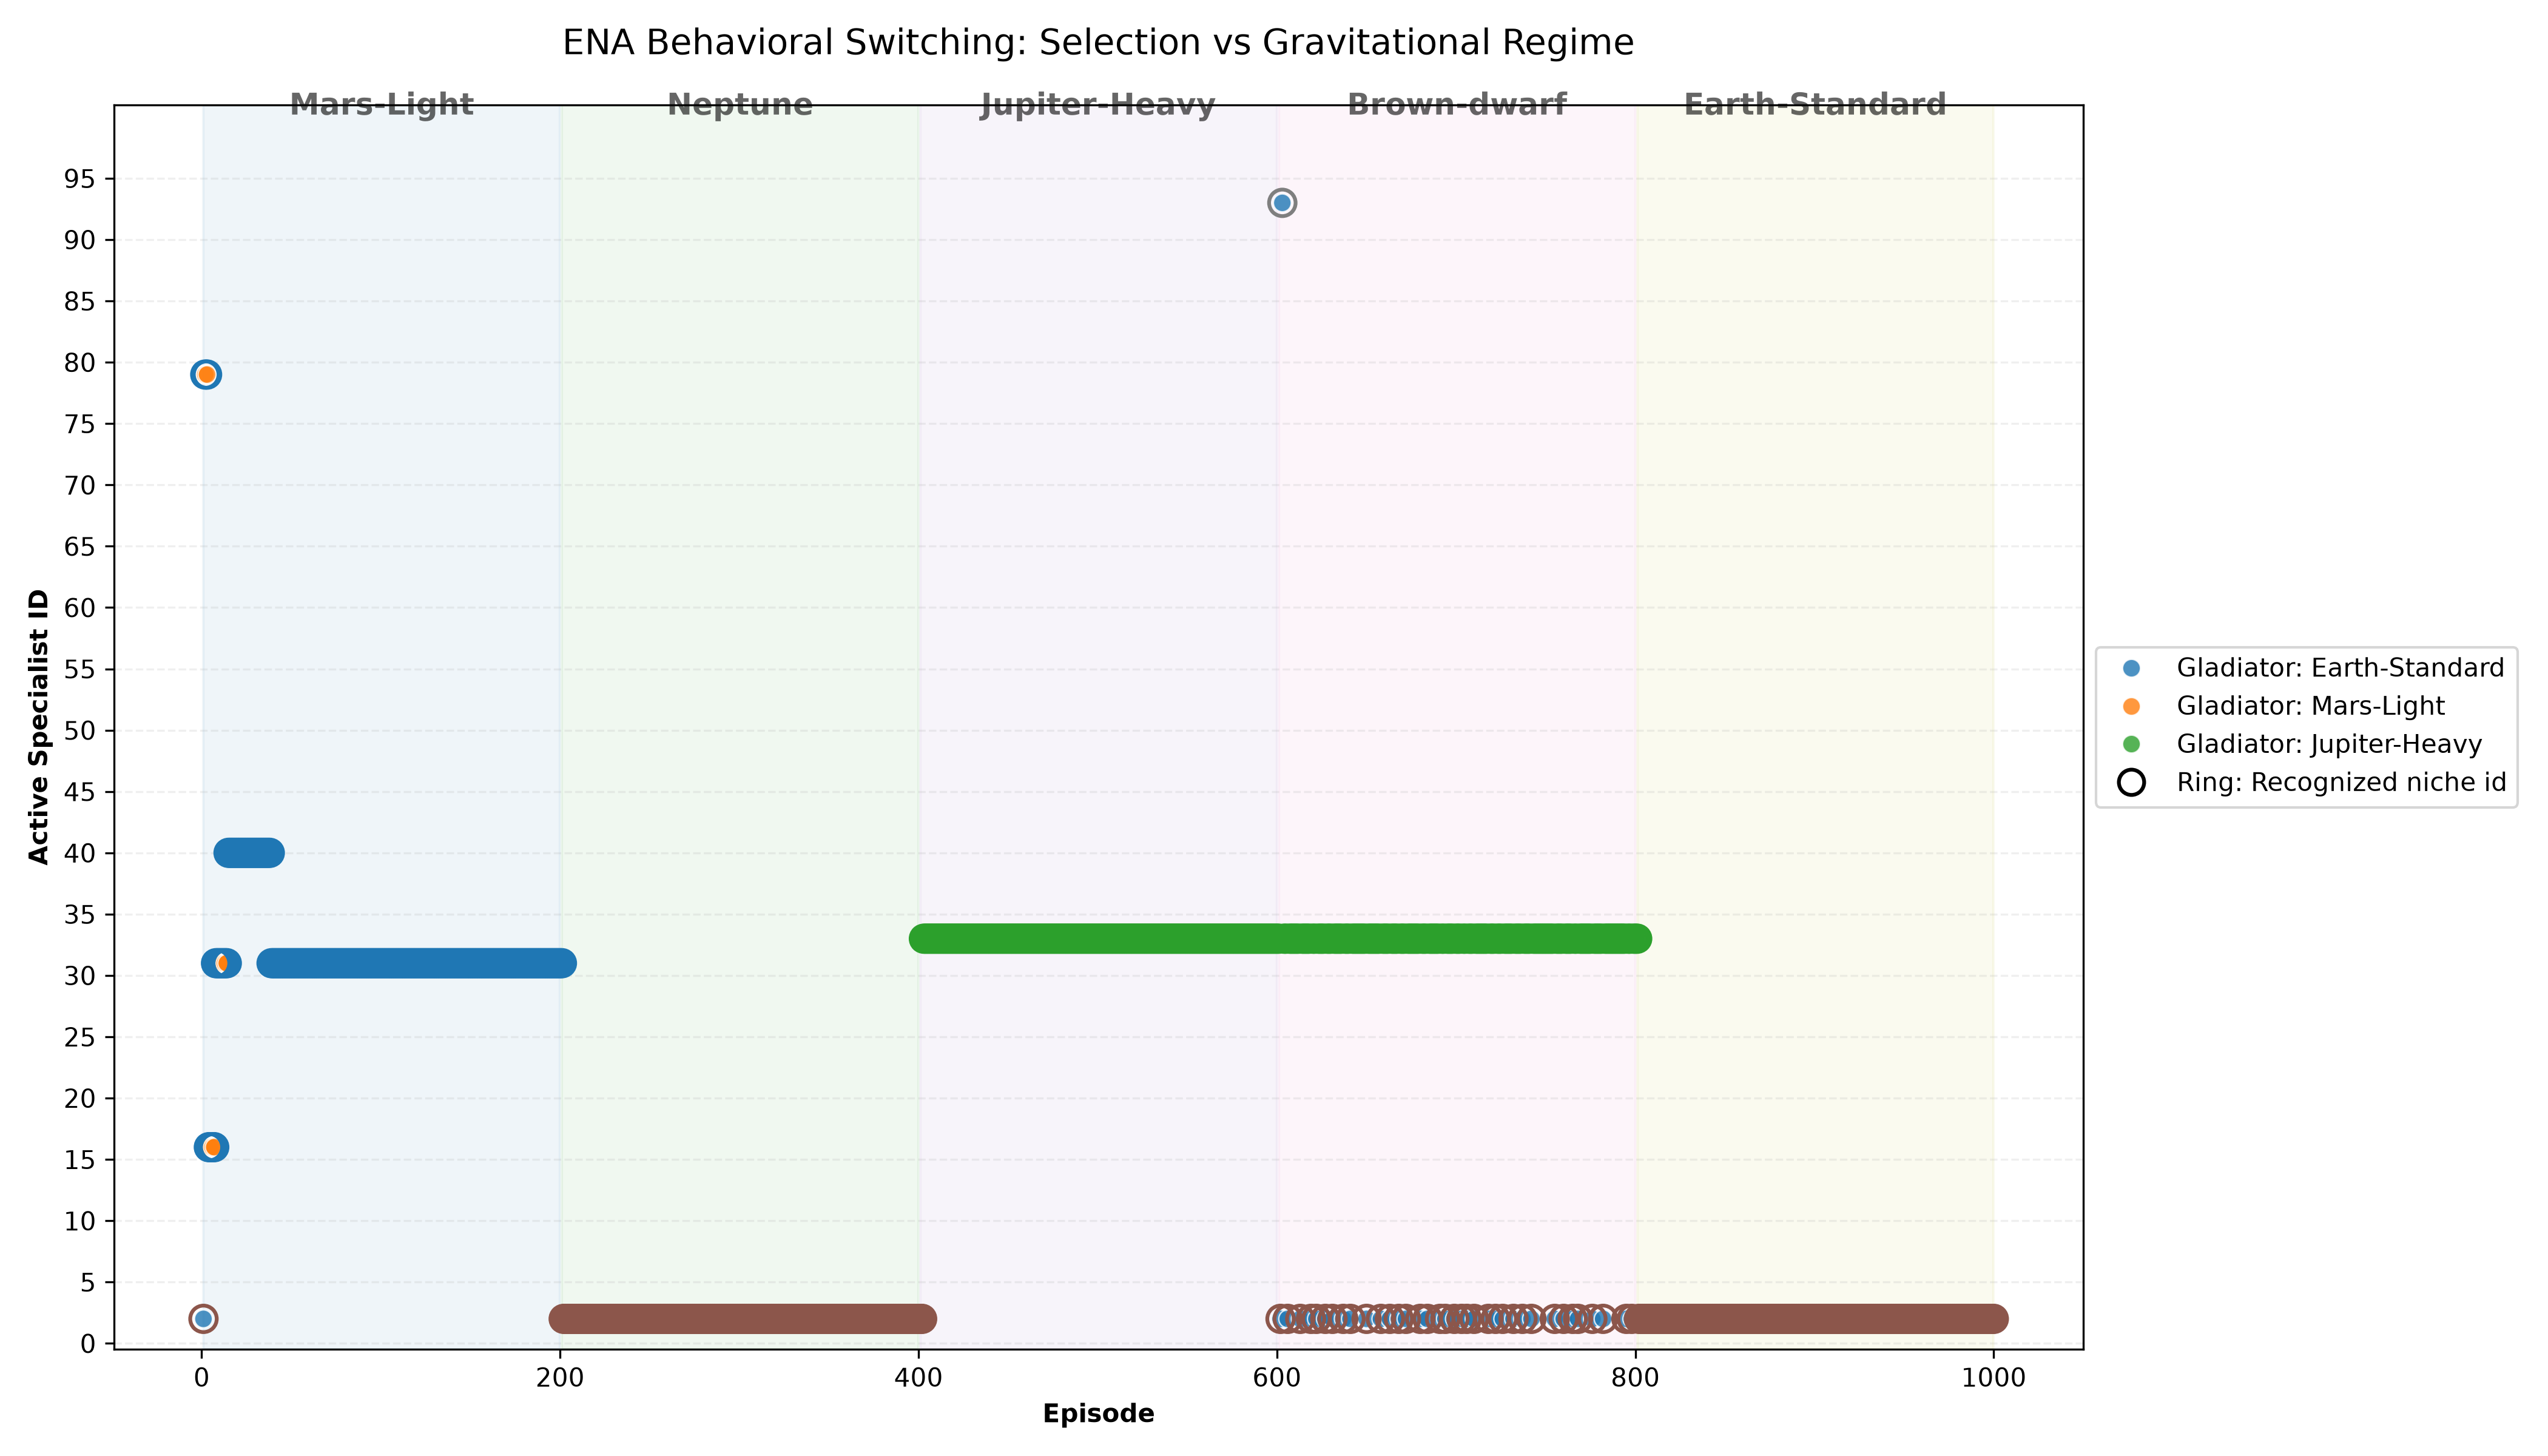 ENA Behavioral Switching: Selection vs Gravitational Regime
Mars-Light
Neptune
Jupiter-Heavy
Brown-dwarf
Earth-Standard
95
90
85
80
75
70
65
60
55
50
45
40
35
30
25
20
15
10
5
0
Active Specialist ID
0
200
400
600
800
1000
Episode
Gladiator: Earth-Standard
Gladiator: Mars-Light
Gladiator: Jupiter-Heavy
Ring: Recognized niche id